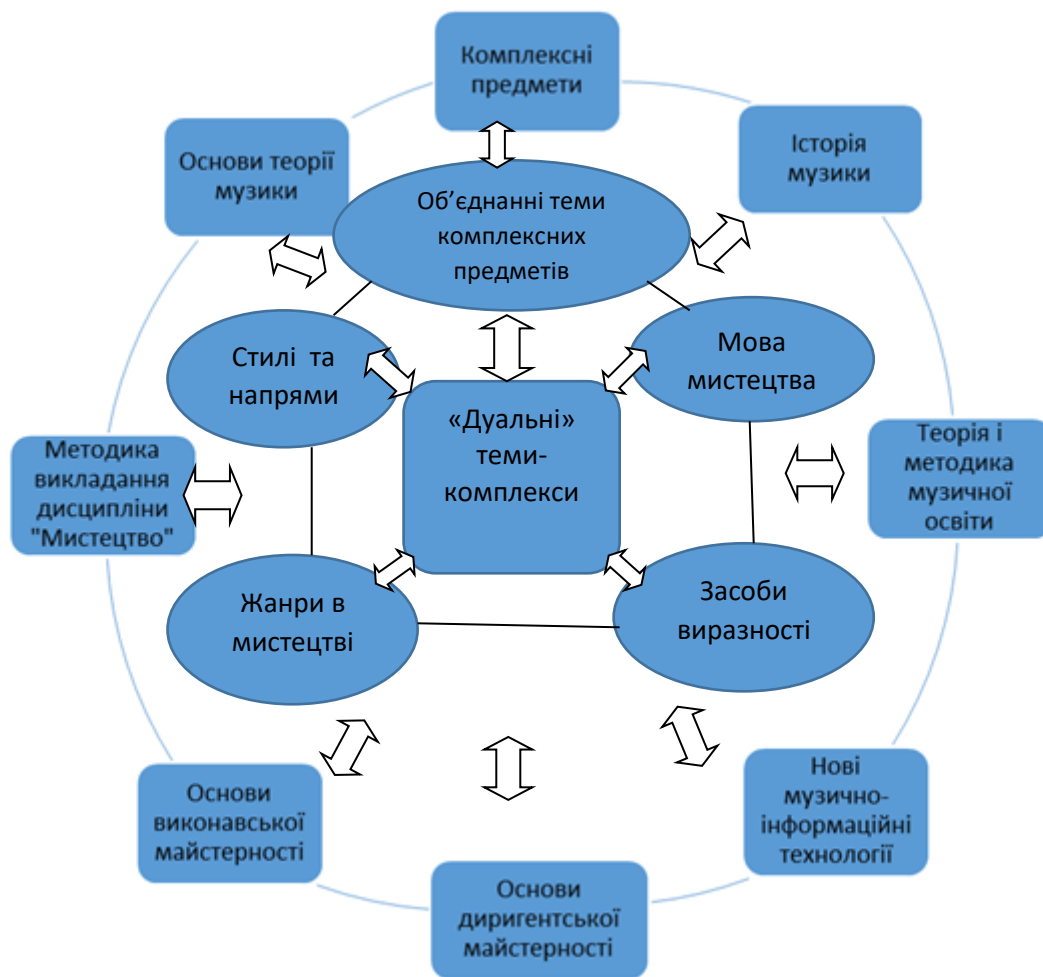 Комплексні
предмети
Основи теорії
музики
Історія
музики
Об’єднанні теми
комплексних
предметів
Стилі та
напрями
Мова
мистецтва
«Дуальні»
теми-
комплекси
Методика
викладання
дисципліни
"Мистецтво"
Теорія і
методика
музичної
освіти
Жанри в
мистецтві
Засоби
виразності
Основи
виконавської
майстерності
Нові
музично-
інформаційні
технології
Основи
диригентської
майстерності